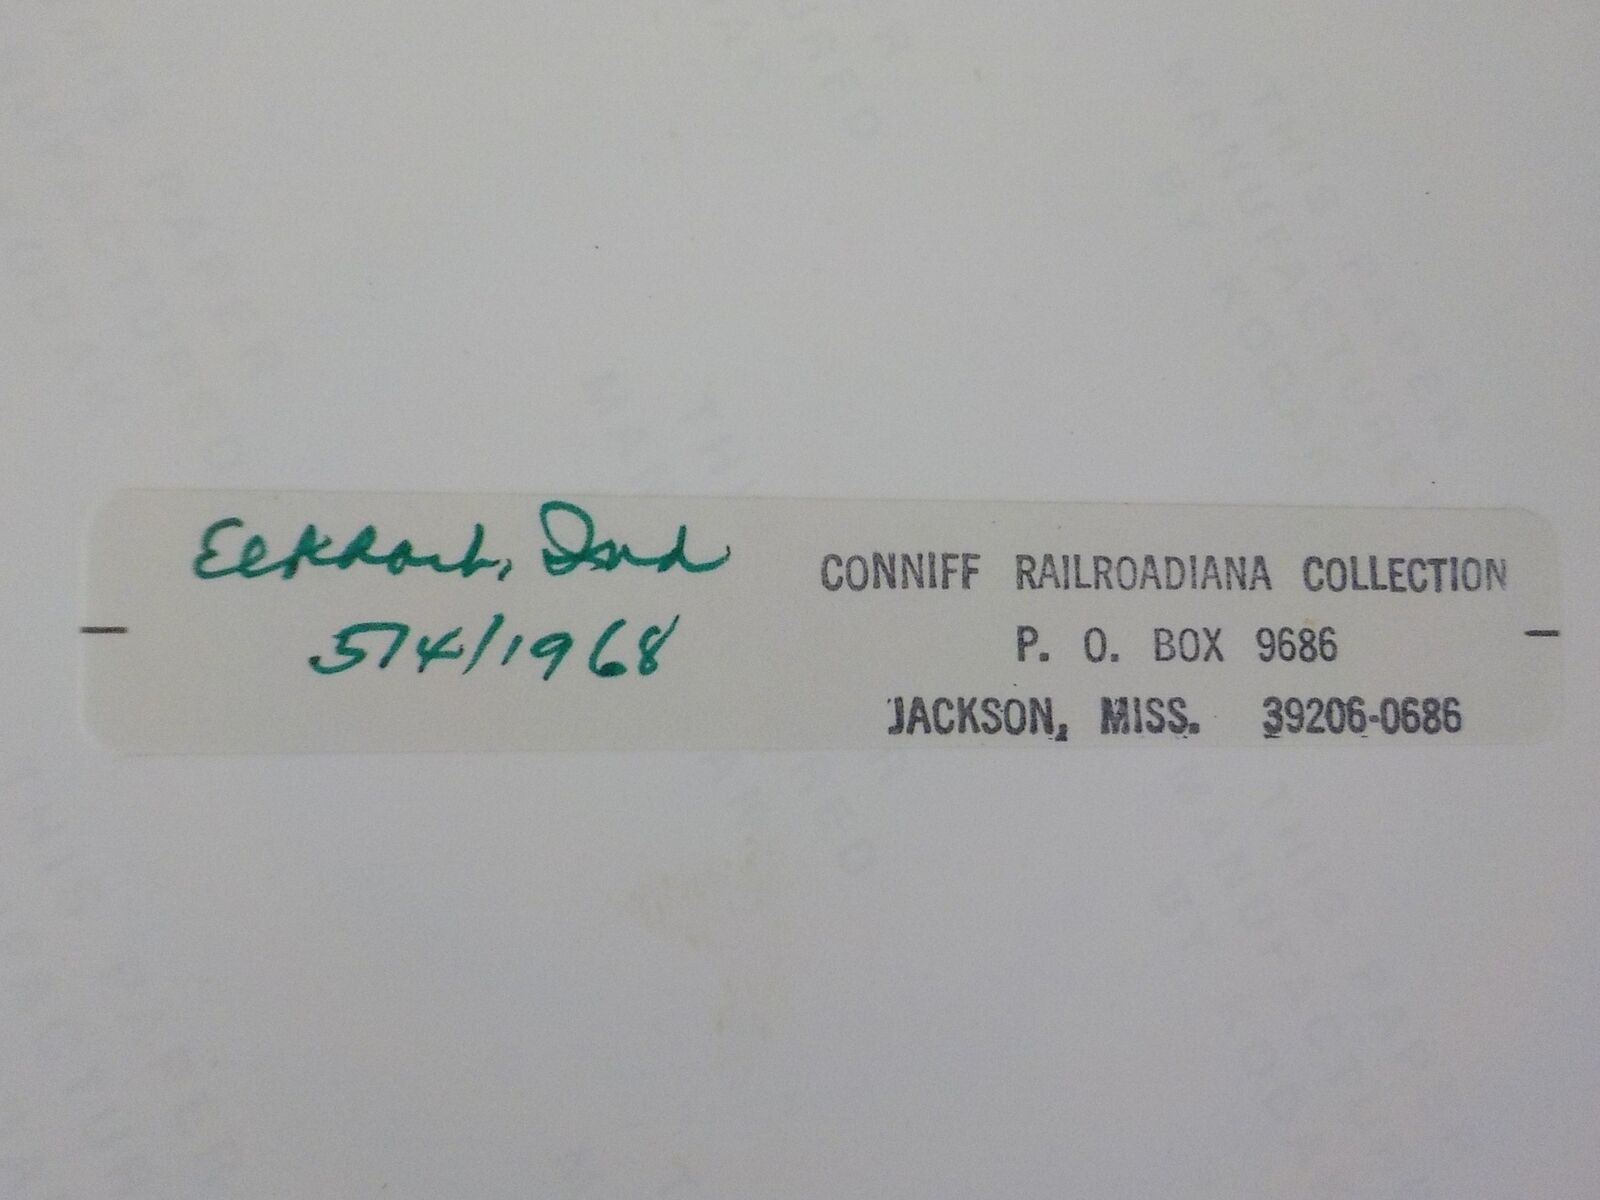 Elkhart, Ind
5/4/1968
CONNIFF RAILROADIANA COLLECTION
P. O. BOX 9686
JACKSON, MISS. 39206-0686